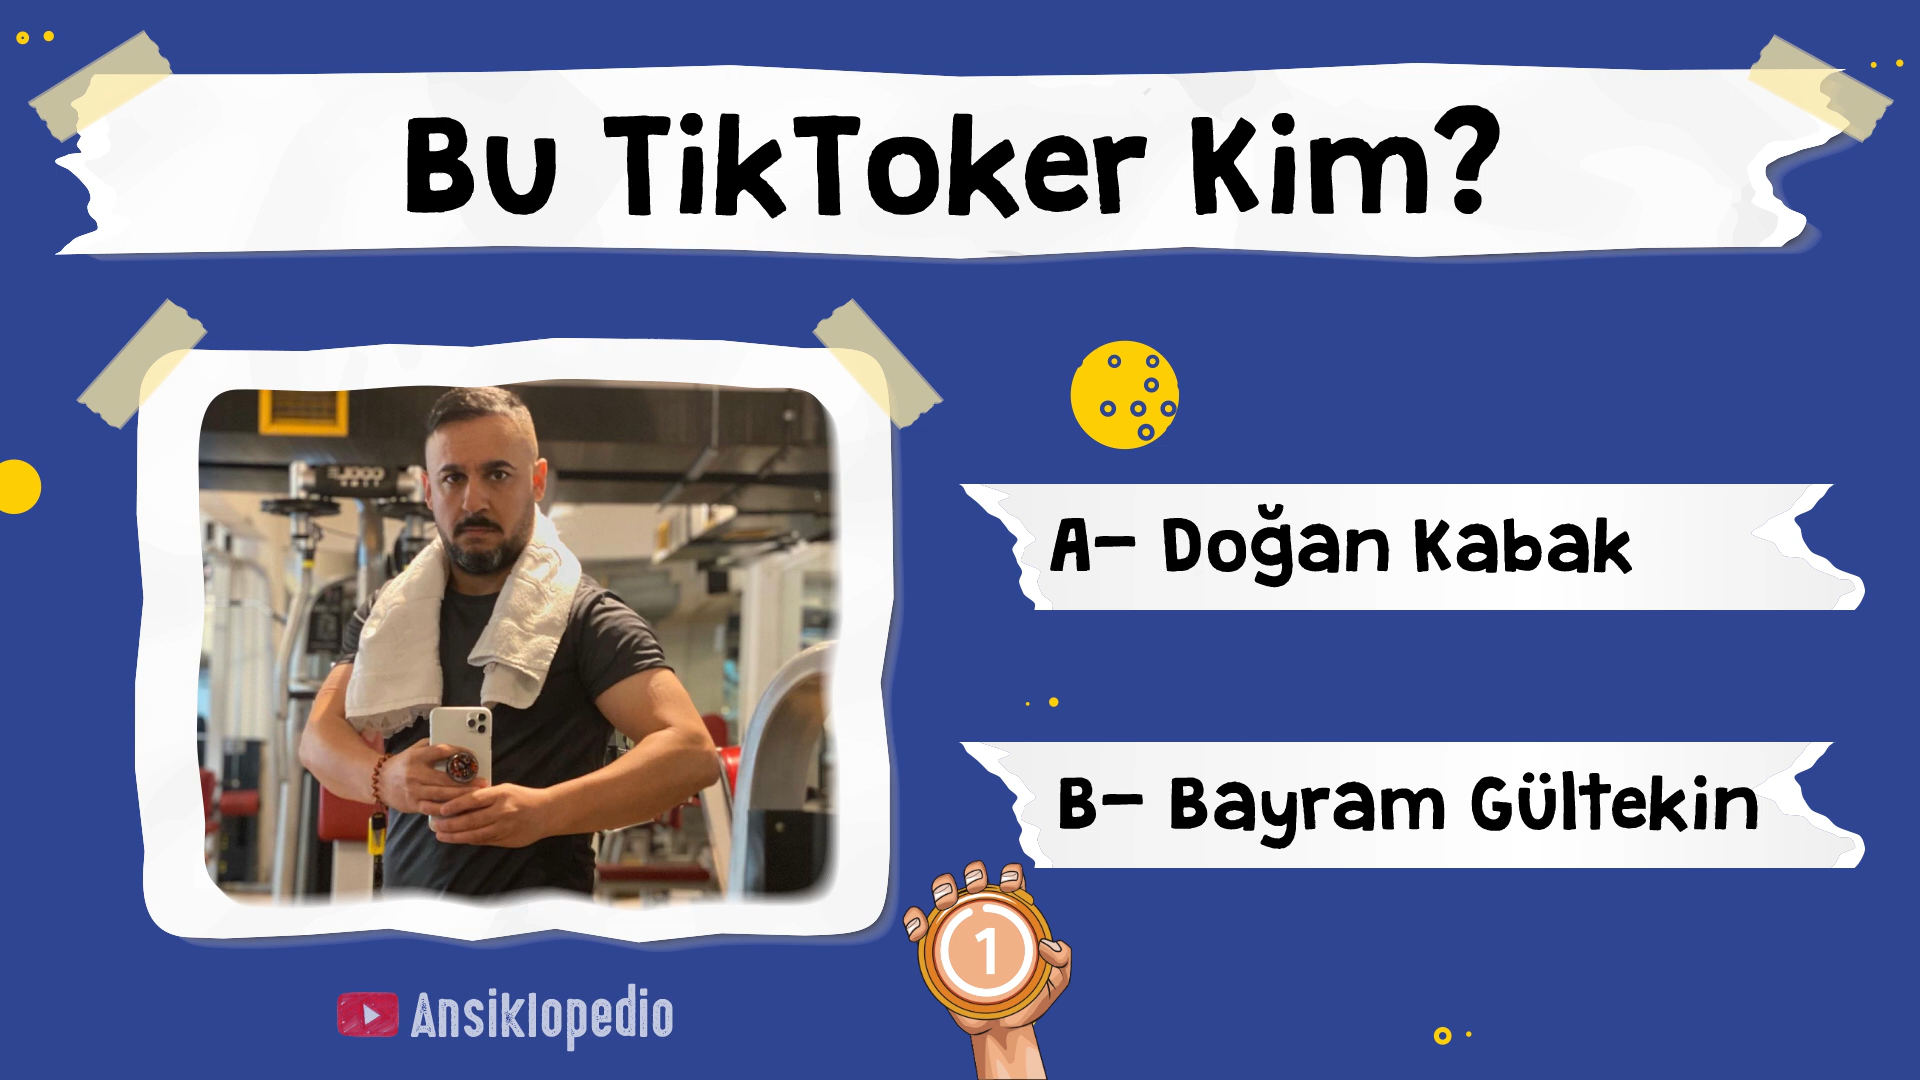 Bu TikToker Kim?
A- Doğan Kabak
B- Bayram Gültekin
1
Ansiklopedio